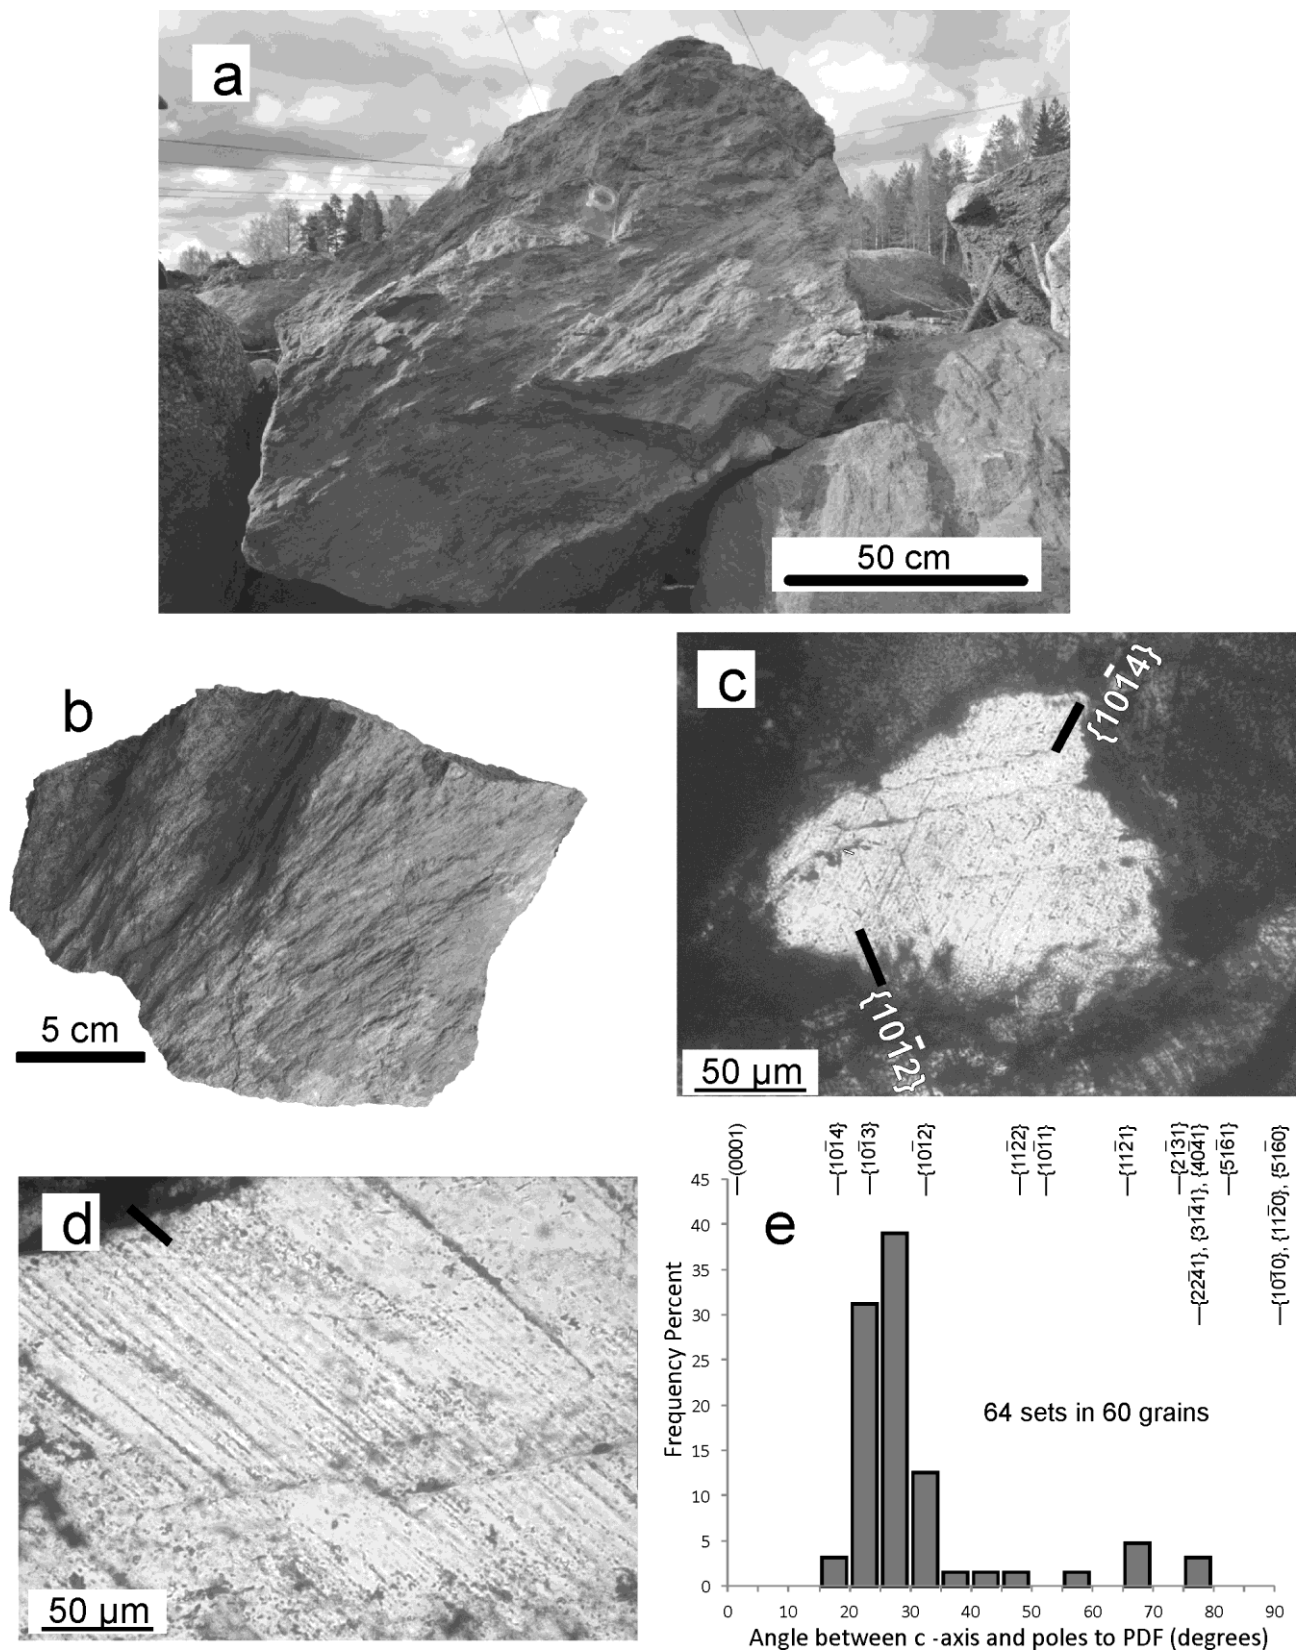 a
50 cm
b
5 cm
c
{101̄4}
{101̄2}
50 µm
d
50 µm
e
(0001)
{101̄4}
{101̄3}
{101̄2}
{112̄2}
{101̄1}
{112̄1}
{213̄1}
{224̄1}, {314̄1}, {404̄1}
{516̄1}
{101̄0}, {112̄0}, {516̄0}
Frequency Percent
45
40
35
30
25
20
15
10
5
0
64 sets in 60 grains
0 10 20 30 40 50 60 70 80 90
Angle between c -axis and poles to PDF (degrees)